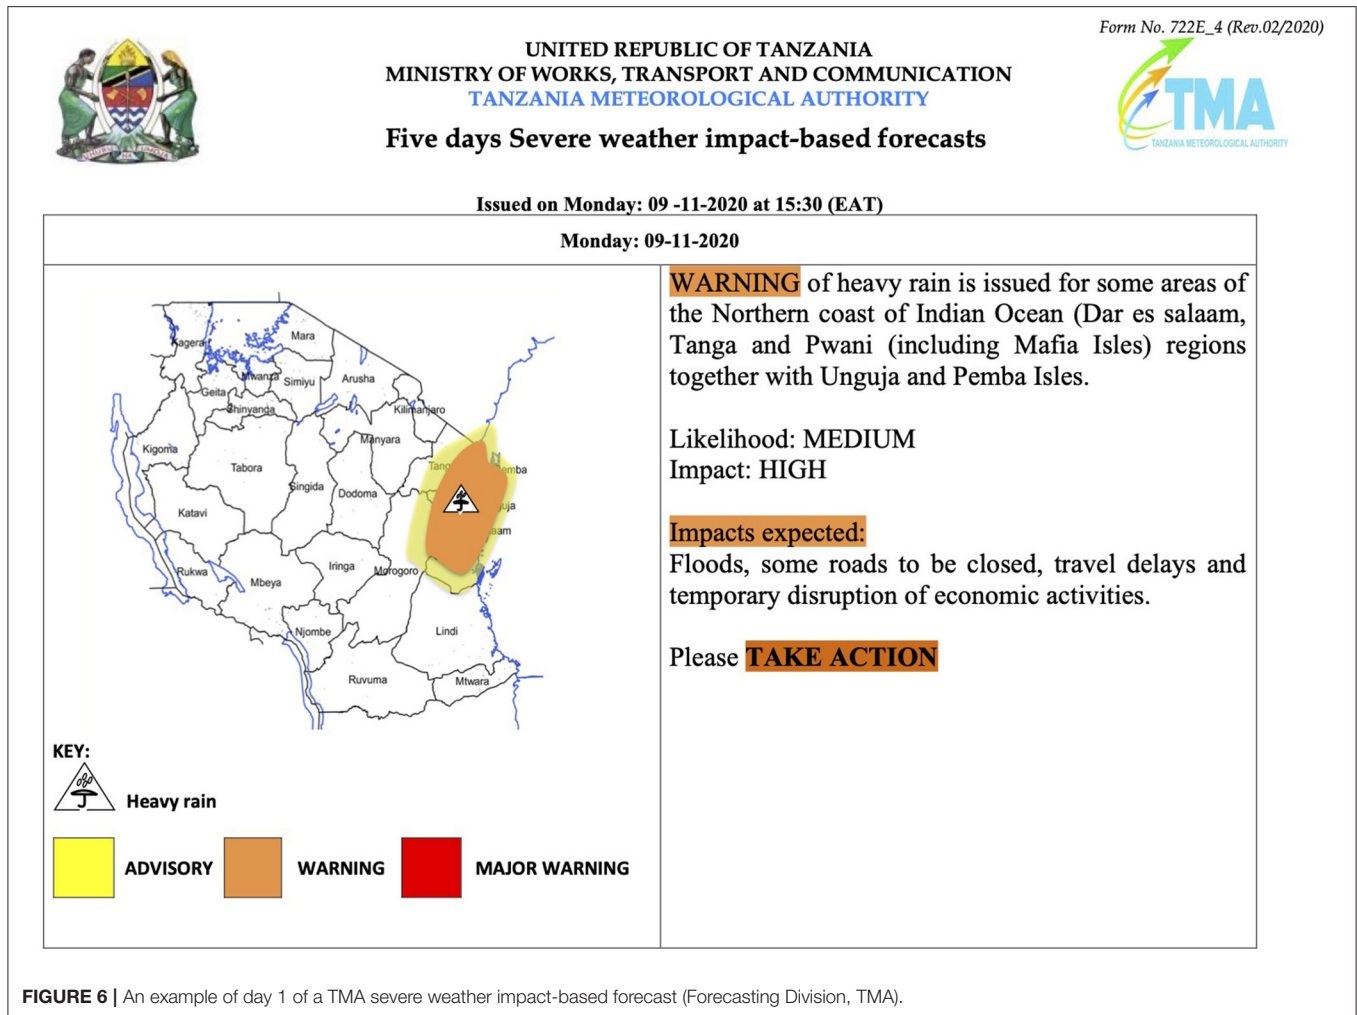 Form No. 722E_4 (Rev.02/2020)
UNITED REPUBLIC OF TANZANIA
MINISTRY OF WORKS, TRANSPORT AND COMMUNICATION
TANZANIA METEOROLOGICAL AUTHORITY
Five days Severe weather impact-based forecasts
UHURU NA UMOJA
TMA
TANZANIA METEOROLOGICAL AUTHORITY
Issued on Monday: 09 -11-2020 at 15:30 (EAT)
Monday: 09-11-2020
Mara
Kagera
Mwanza
Simiyu
Arusha
Geita
Shinyanga
Kilimanjaro
Manyara
Kigoma
Tabora
Tang
emba
Singida
Dodoma
uja
Katavi
aam
Rukwa
Mbeya
Iringa
Morogoro
Njombe
Lindi
Ruvuma
Mtwara
KEY:
Heavy rain
ADVISORY
WARNING
MAJOR WARNING
WARNING of heavy rain is issued for some areas of
the Northern coast of Indian Ocean (Dar es salaam,
Tanga and Pwani (including Mafia Isles) regions
together with Unguja and Pemba Isles.
Likelihood: MEDIUM
Impact: HIGH
Impacts expected:
Floods, some roads to be closed, travel delays and
temporary disruption of economic activities.
Please TAKE ACTION
FIGURE 6 | An example of day 1 of a TMA severe weather impact-based forecast (Forecasting Division, TMA).